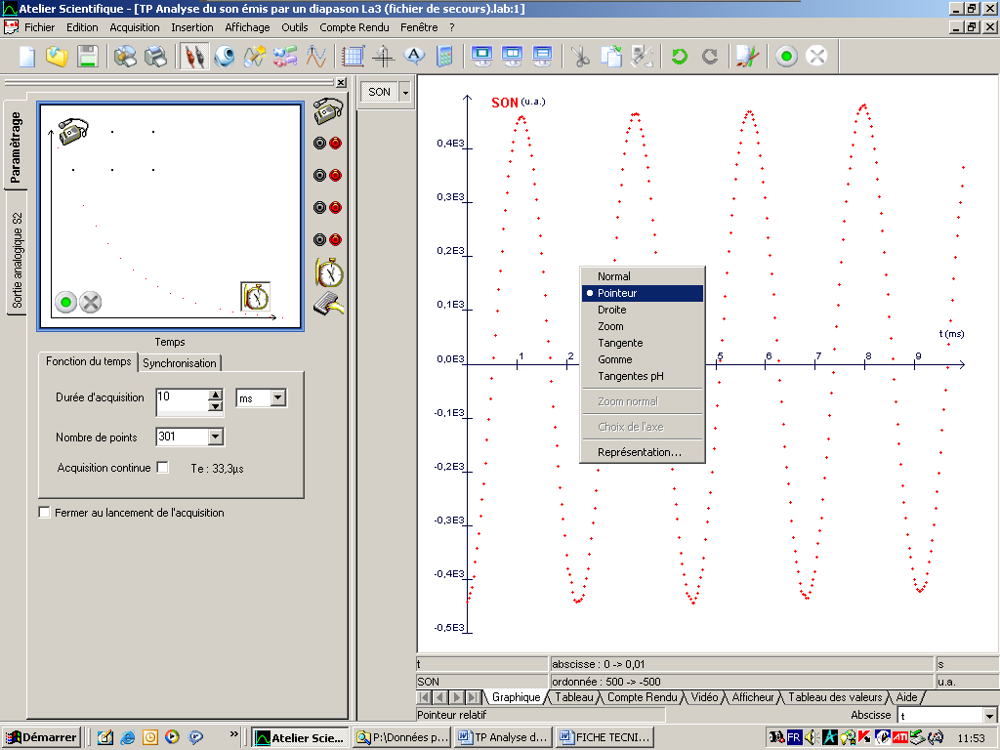 Atelier Scientifique - [TP Analyse du son émis par un diapason La3 (fichier de secours).lab:1]
Fichier Edition Acquisition Insertion Affichage Outils Compte Rendu Fenêtre ?
Paramétrage
Sortie analogique S2
Temps
Fonction du temps Synchronisation
Durée d'acquisition 10 ms
Nombre de points 301
Acquisition continue Te : 33,3µs
Fermer au lancement de l'acquisition
SON
SON (u.a.)
0,4E3
0,3E3
0,2E3
0,1E3
0,0E3
-0,1E3
-0,2E3
-0,3E3
-0,4E3
-0,5E3
1 2 5 6 7 8 9
t (ms)
Normal
Pointeur
Droite
Zoom
Tangente
Gomme
Tangentes pH
Zoom normal
Choix de l'axe
Représentation...
t abscisse : 0 -> 0,01 s
SON ordonnée : 500 -> -500 u.a.
Graphique Tableau Compte Rendu Vidéo Afficheur Tableau des valeurs Aide
Pointeur relatif Abscisse t
Démarrer » Atelier Scie... P:\Données p... TP Analyse d... FICHE TECNI... FR ATI 11:53